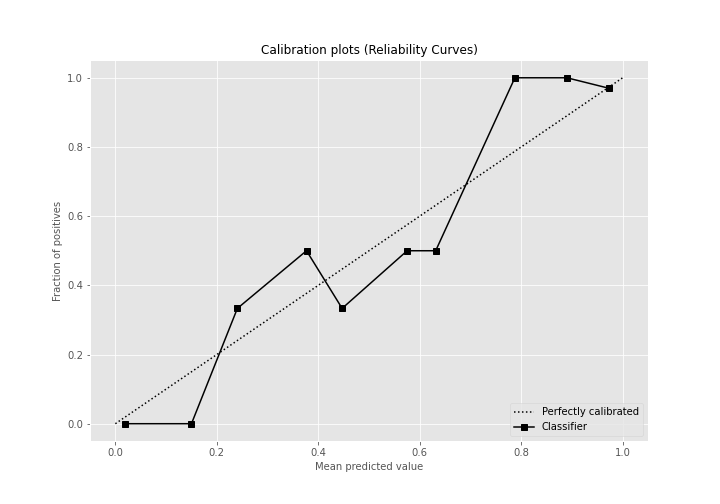 Calibration plots (Reliability Curves)
1.0
0.8
0.6
0.4
0.2
0.0
Fraction of positives
0.0 0.2 0.4 0.6 0.8 1.0
Mean predicted value
Perfectly calibrated
Classifier